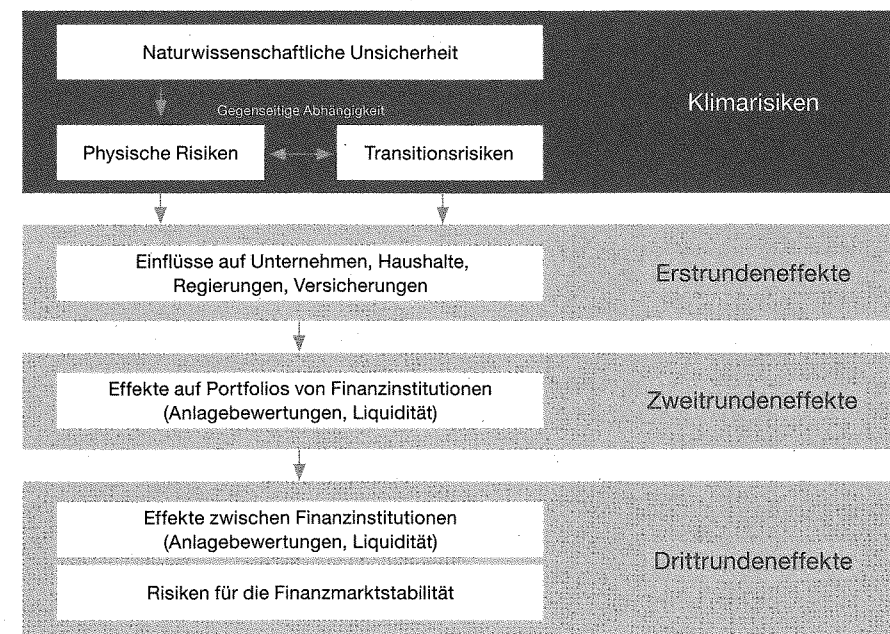 Naturwissenschaftliche Unsicherheit
Gegenseitige Abhängigkeit
Klimarisiken
Physische Risiken
Transitionsrisiken
Einflüsse auf Unternehmen, Haushalte,
Regierungen, Versicherungen
Erstrundeneffekte
Effekte auf Portfolios von Finanzinstitutionen
(Anlagebewertungen, Liquidität)
Zweitrundeneffekte
Effekte zwischen Finanzinstitutionen
(Anlagebewertungen, Liquidität)
Drittrundeneffekte
Risiken für die Finanzmarktstabilität